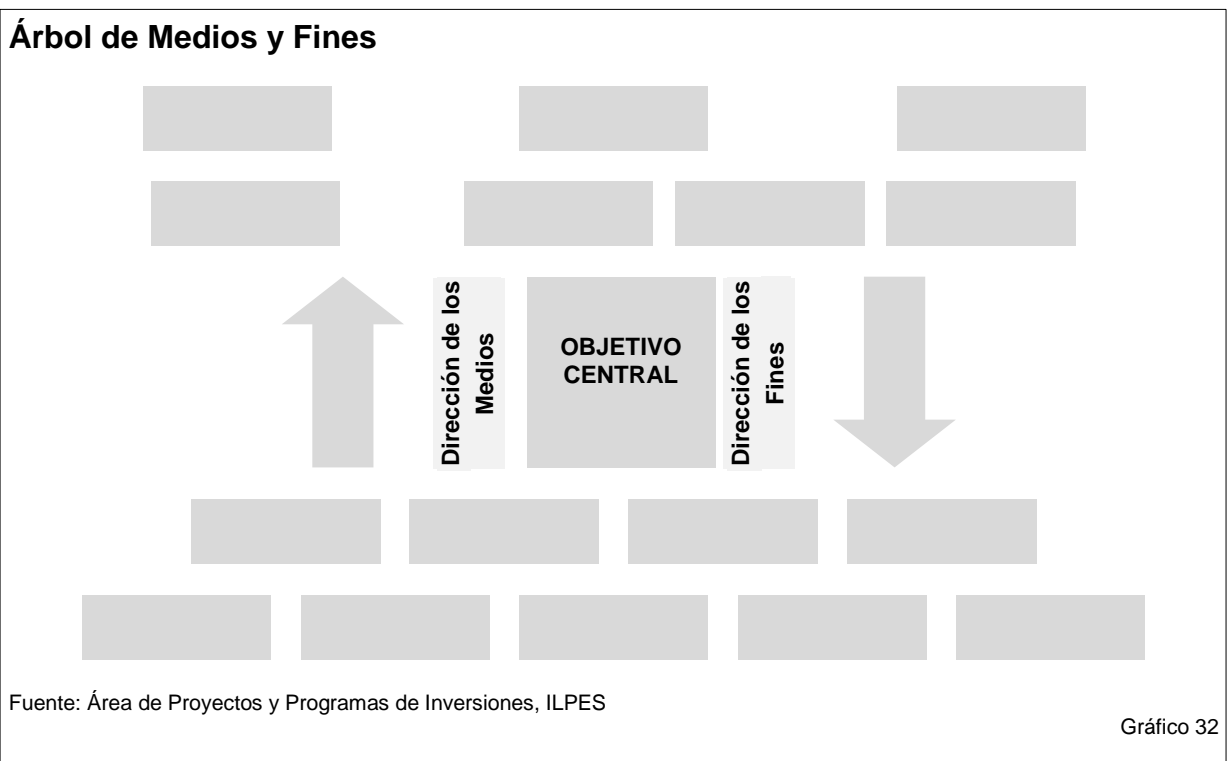 Árbol de Medios y Fines
Dirección de los
Medios
OBJETIVO
CENTRAL
Dirección de los
Fines
Fuente: Área de Proyectos y Programas de Inversiones, ILPES
Gráfico 32